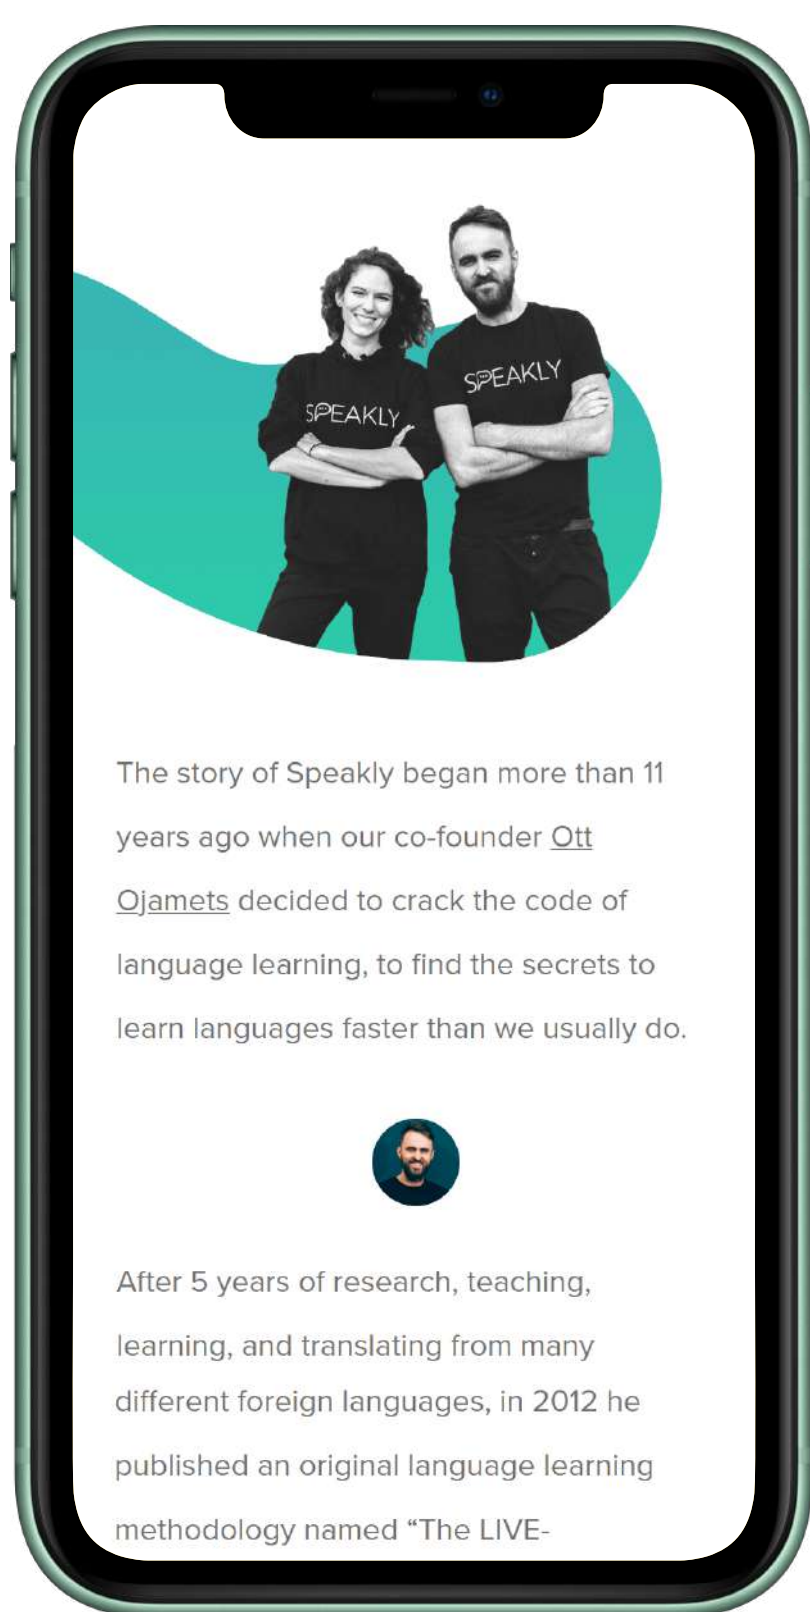 SPEAKLY
SPEAKLY
The story of Speakly began more than 11
years ago when our co-founder Ott
Ojamets decided to crack the code of
language learning, to find the secrets to
learn languages faster than we usually do.
After 5 years of research, teaching,
learning, and translating from many
different foreign languages, in 2012 he
published an original language learning
methodology named “The LIVE-